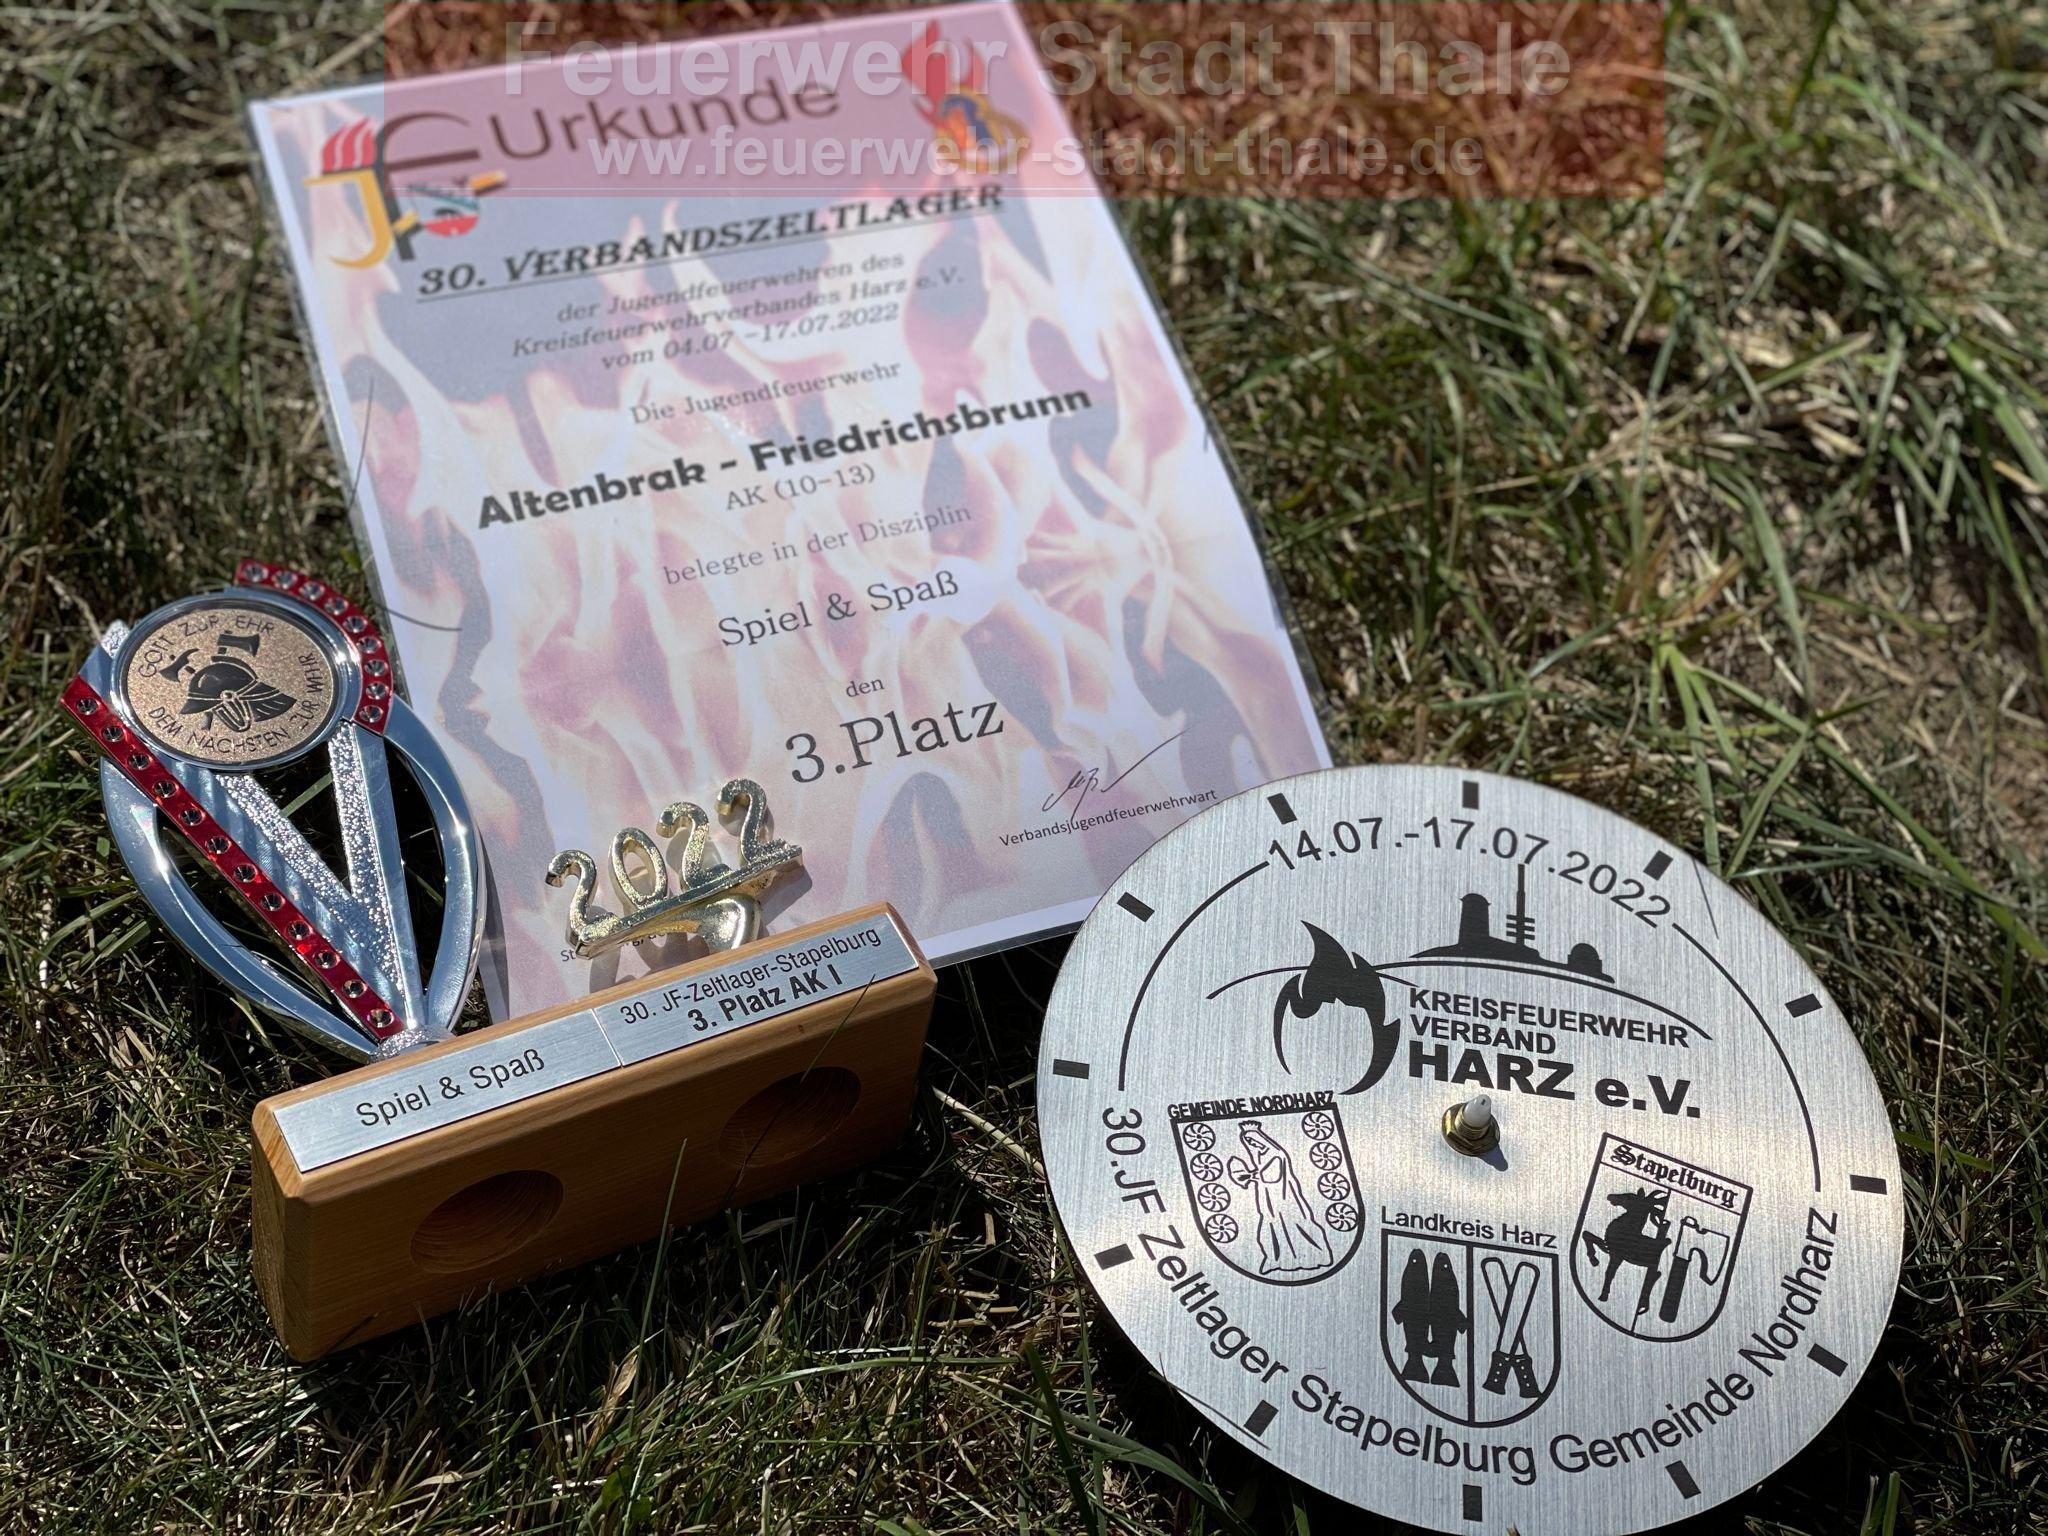 Feuerwehr Stadt Thale
www.feuerwehr-stadt-thale.de
Urkunde
JF
30. VERBANDSZELTLAGER
der Jugendfeuerwehren des
Kreisfeuerwehrverbandes Harz e.V.
vom 04.07 -17.07.2022
Die Jugendfeuerwehr
Altenbrak - Friedrichsbrunn
AK (10-13)
belegte in der Disziplin
Spiel & Spaß
den
3.Platz
Verbandsjugendfeuerwehrwart
GOTT ZUR EHR
DEM NÄCHSTEN ZUR WEHR
2022
Spiel & Spaß
30. JF-Zeltlager-Stapelburg
3. Platz AK I
14.07.-17.07.2022
KREISFEUERWEHR
VERBAND
HARZ e.V.
GEMEINDE NORDHARZ
Stapelburg
Landkreis Harz
30.JF Zeltlager Stapelburg Gemeinde Nordharz